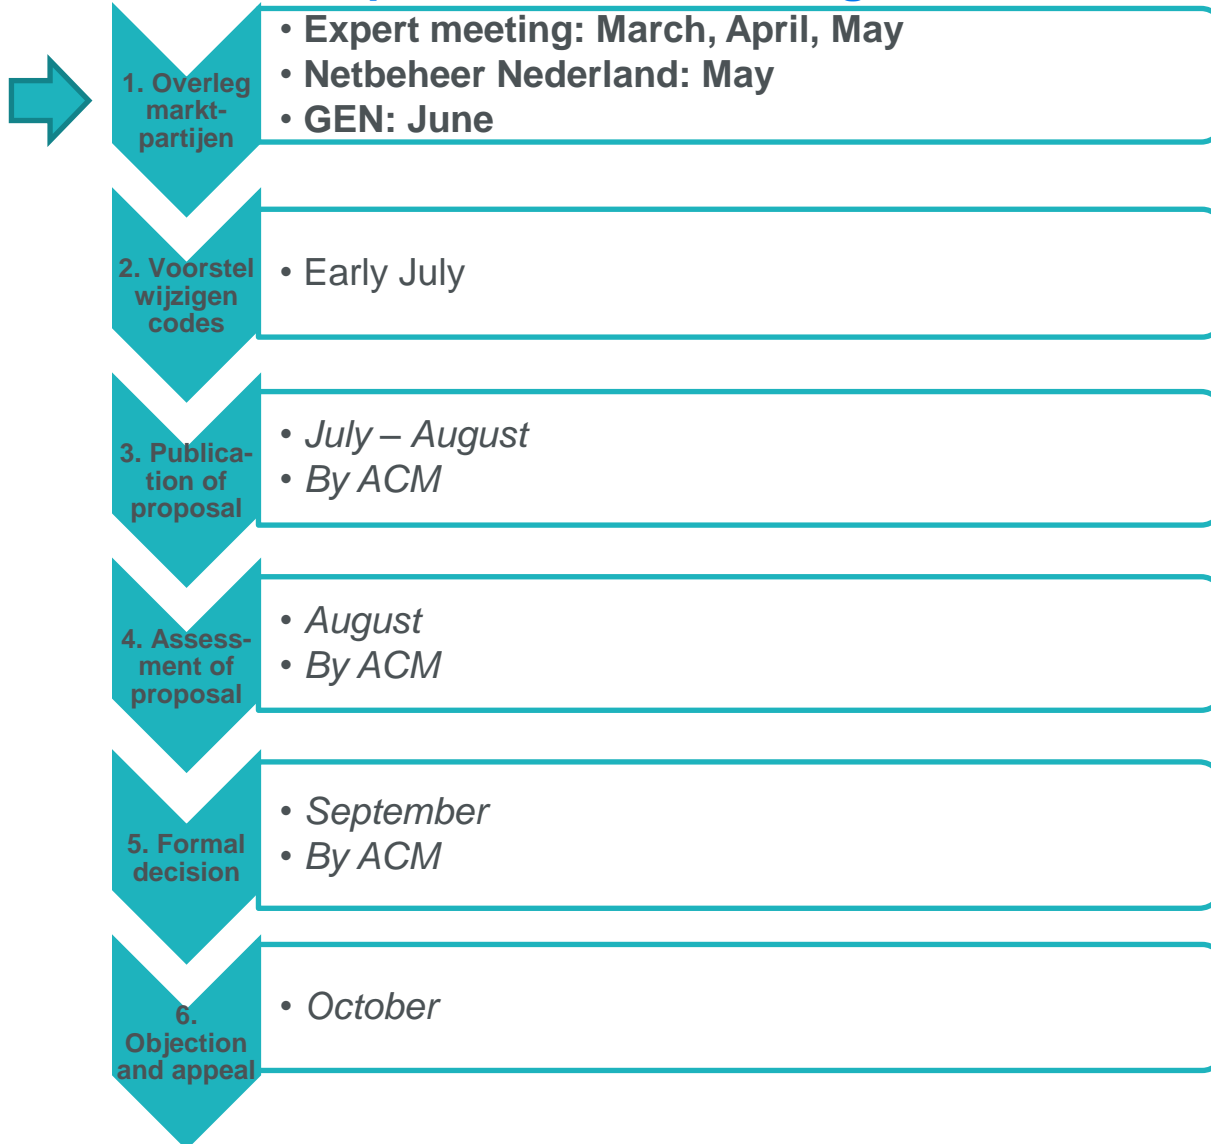 • Expert meeting: March, April, May
• Netbeheer Nederland: May
• GEN: June
1. Overleg
markt-
partijen
• Early July
2. Voorstel
wijzigen
codes
• July – August
• By ACM
3. Publica-
tion of
proposal
• August
• By ACM
4. Assess-
ment of
proposal
• September
• By ACM
5. Formal
decision
• October
6.
Objection
and appeal